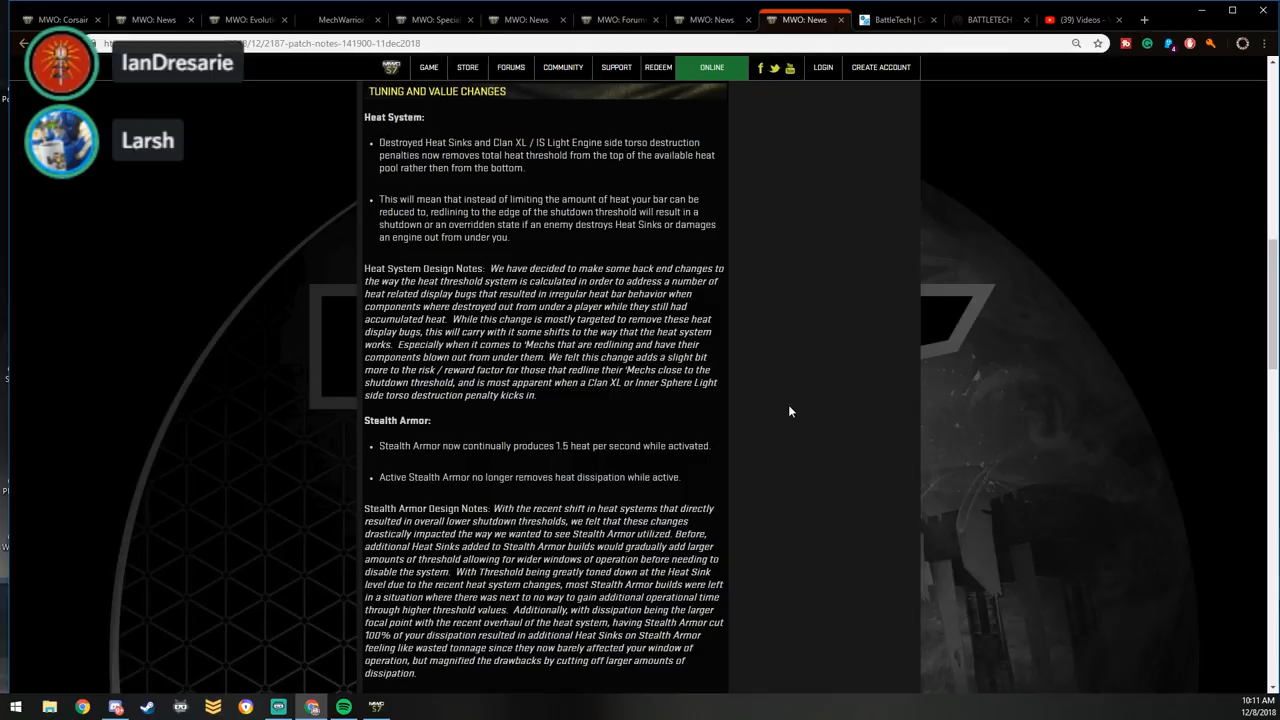 MWO: Corsair
MWO: News
MWO: Evoluti
MechWarrior
MWO: Specia
MWO: News
MWO: Forum
MWO: News
MWO: News
BattleTech | C
BATTLETECH
(39) Videos -
8/12/2187-patch-notes-141900-11dec2018
IanDresarie
Larsh
GAME STORE FORUMS COMMUNITY SUPPORT REDEEM ONLINE LOGIN CREATE ACCOUNT
TUNING AND VALUE CHANGES
Heat System:
• Destroyed Heat Sinks and Clan XL / IS Light Engine side torso destruction
penalties now removes total heat threshold from the top of the available heat
pool rather then from the bottom.
• This will mean that instead of limiting the amount of heat your bar can be
reduced to, redlining to the edge of the shutdown threshold will result in a
shutdown or an overridden state if an enemy destroys Heat Sinks or damages
an engine out from under you.
Heat System Design Notes: We have decided to make some back end changes to
the way the heat threshold system is calculated in order to address a number of
heat related display bugs that resulted in irregular heat bar behavior when
components where destroyed out from under a player while they still had
accumulated heat. While this change is mostly targeted to remove these heat
display bugs, this will carry with it some shifts to the way that the heat system
works. Especially when it comes to 'Mechs that are redlining and have their
components blown out from under them. We felt this change adds a slight bit
more to the risk / reward factor for those that redline their 'Mechs close to the
shutdown threshold, and is most apparent when a Clan XL or Inner Sphere Light
side torso destruction penalty kicks in.
Stealth Armor:
• Stealth Armor now continually produces 1.5 heat per second while activated.
• Active Stealth Armor no longer removes heat dissipation while active.
Stealth Armor Design Notes: With the recent shift in heat systems that directly
resulted in overall lower shutdown thresholds, we felt that these changes
drastically impacted the way we wanted to see Stealth Armor utilized. Before,
additional Heat Sinks added to Stealth Armor builds would gradually add larger
amounts of threshold allowing for wider windows of operation before needing to
disable the system. With Threshold being greatly toned down at the Heat Sink
level due to the recent heat system changes, most Stealth Armor builds were left
in a situation where there was next to no way to gain additional operational time
through higher threshold values. Additionally, with dissipation being the larger
focal point with the recent overhaul of the heat system, having Stealth Armor cut
100% of your dissipation resulted in additional Heat Sinks on Stealth Armor
feeling like wasted tonnage since they now barely affected your window of
operation, but magnified the drawbacks by cutting off larger amounts of
dissipation.
10:11 AM
12/8/2018